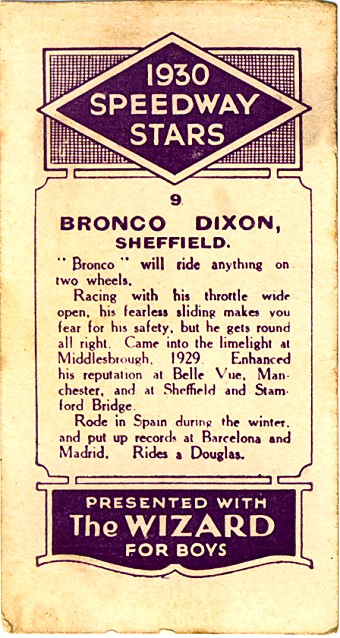 1930
SPEEDWAY
STARS
9
BRONCO DIXON,
SHEFFIELD.
"Bronco" will ride anything on
two wheels.
Racing with his throttle wide
open, his fearless sliding makes you
fear for his safety, but he gets round
all right. Came into the limelight at
Middlesbrough, 1929. Enhanced
his reputation at Belle Vue, Man-
chester, and at Sheffield and Stam-
ford Bridge.
Rode in Spain during the winter,
and put up records at Barcelona and
Madrid. Rides a Douglas.
PRESENTED WITH
The WIZARD
FOR BOYS